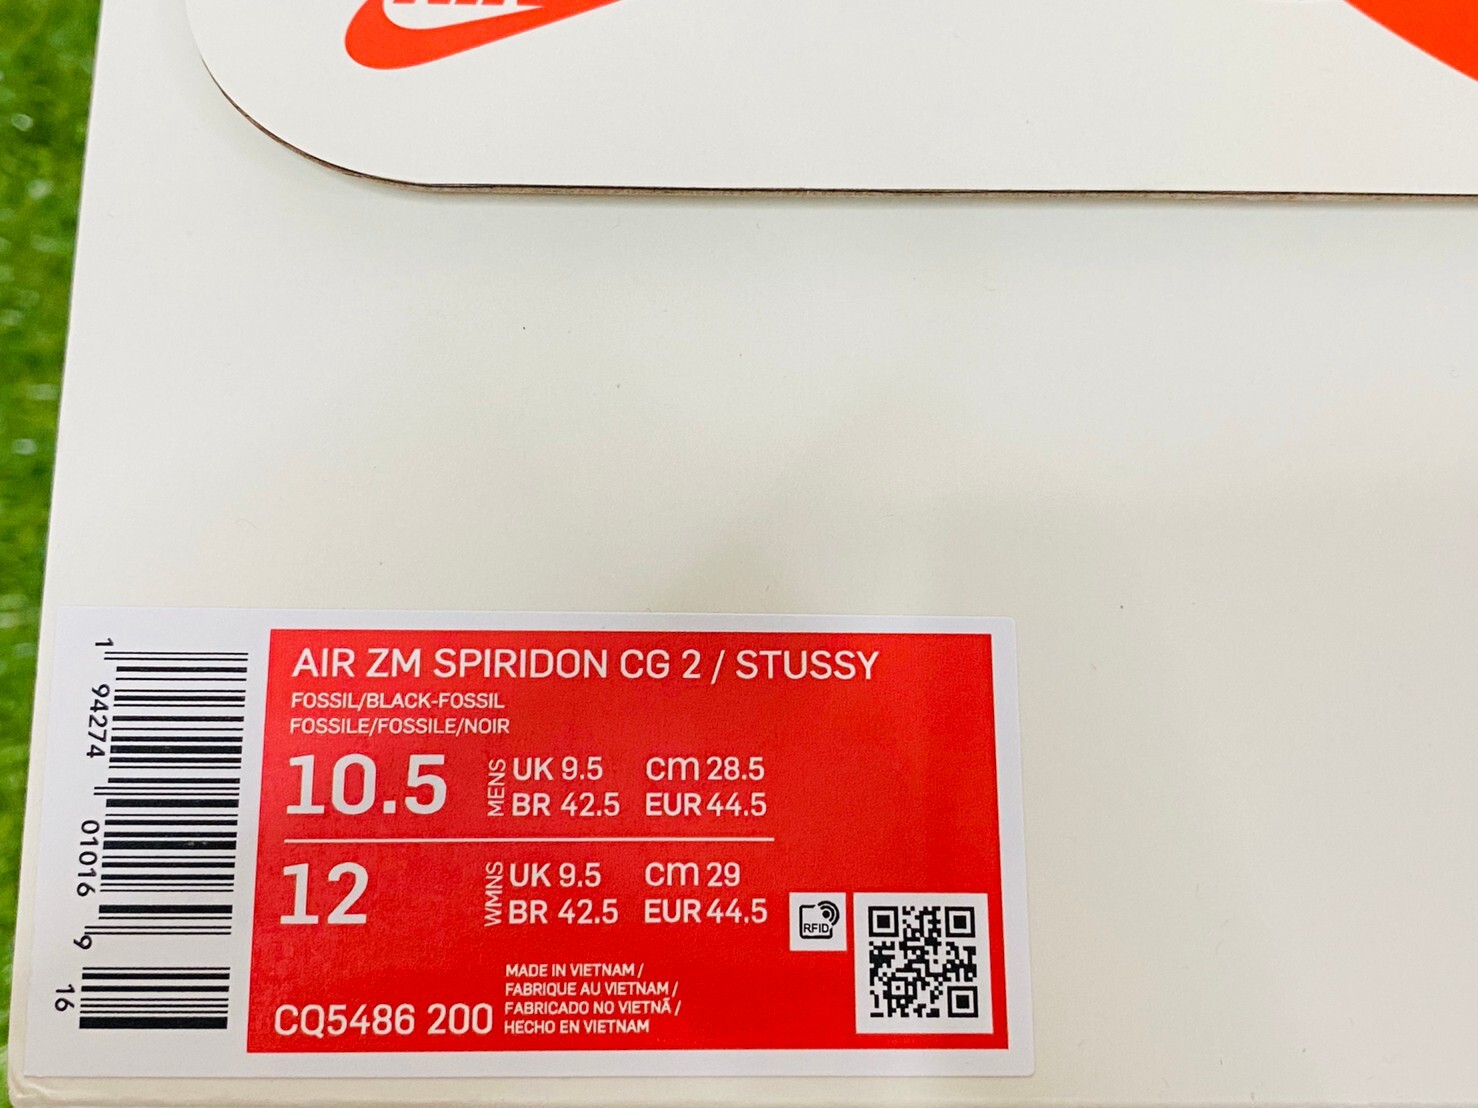 AIR ZM SPIRIDON CG 2 / STUSSY
FOSSIL/BLACK-FOSSIL
FOSSILE/FOSSILE/NOIR
10.5 MENS UK 9.5 cm 28.5
BR 42.5 EUR 44.5
12 WMNS UK 9.5 cm 29
BR 42.5 EUR 44.5
RFID
MADE IN VIETNAM /
FABRIQUE AU VIETNAM /
FABRICADO NO VIETNÃ /
HECHO EN VIETNAM
CQ5486 200
1 94274 01016 9 16